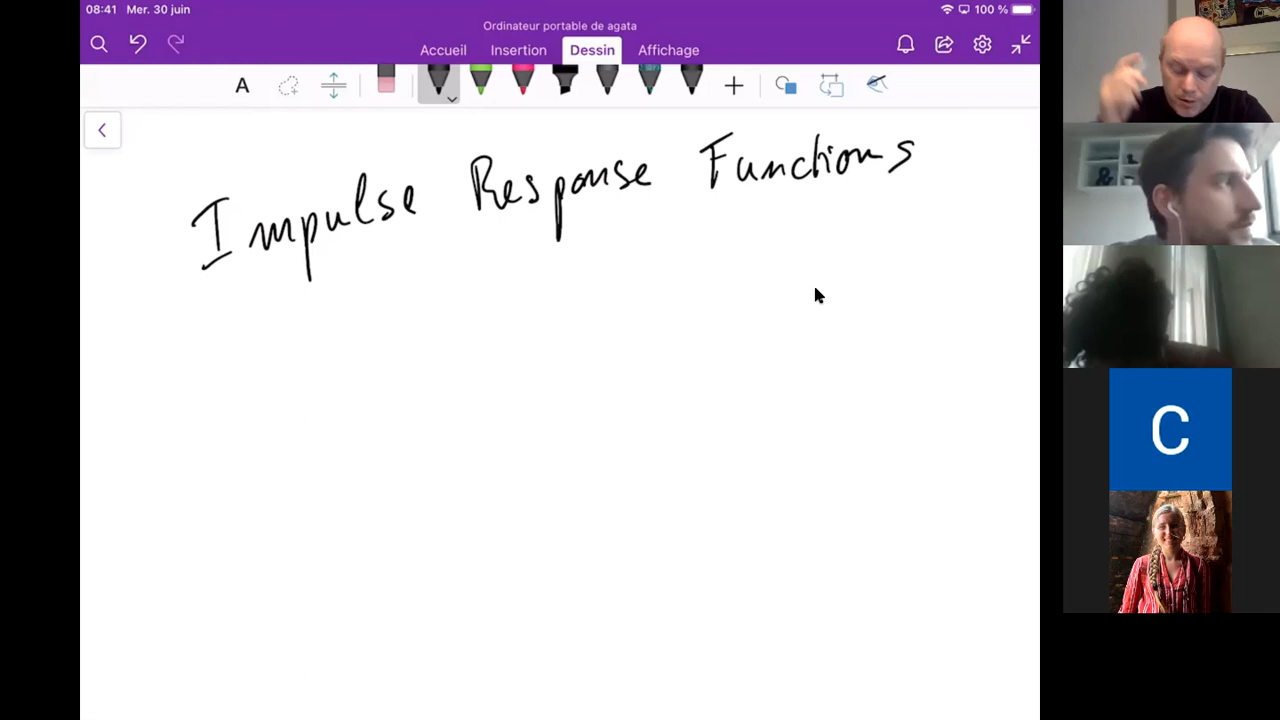 08:41 Mer. 30 juin 100 %
Ordinateur portable de agata
Accueil Insertion Dessin Affichage
A
Impulse Response Functions
C